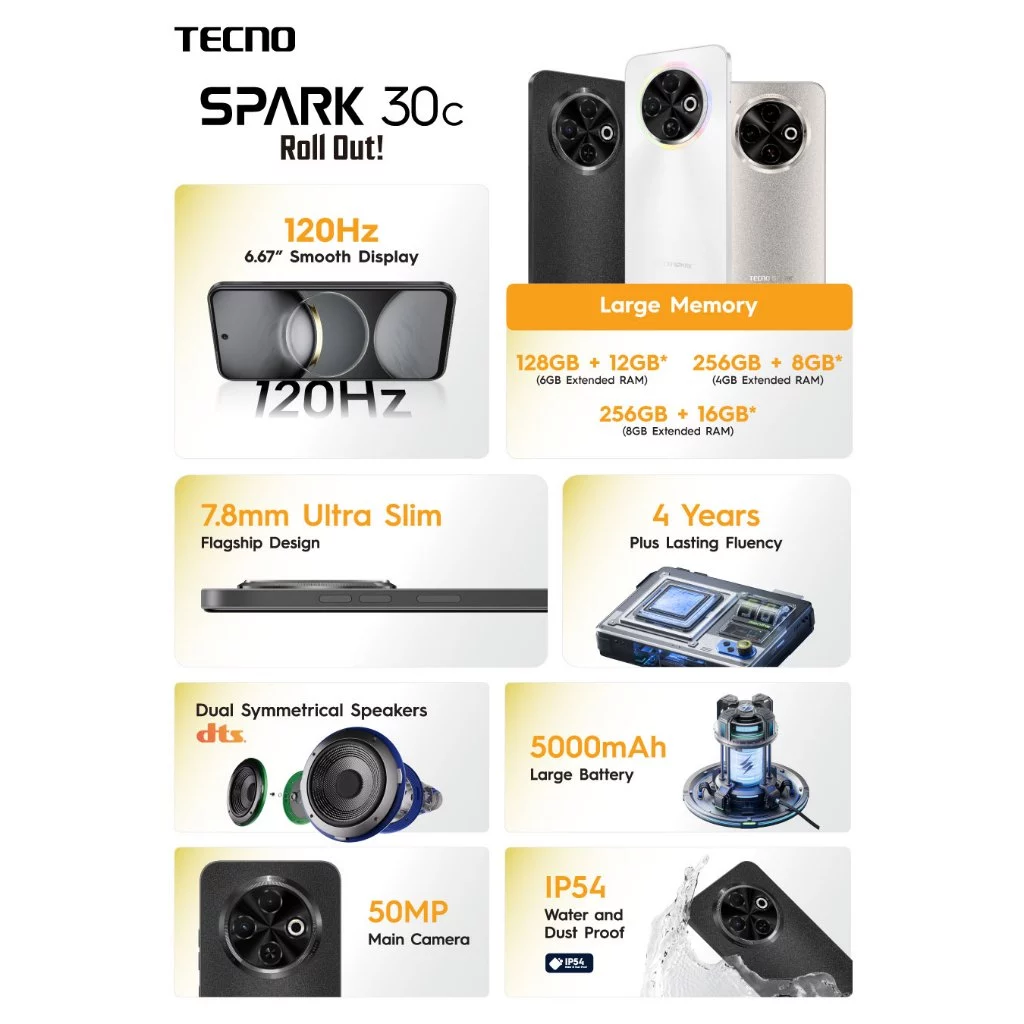 TECNO
SPARK 30c
Roll Out!
120Hz
6.67” Smooth Display
120Hz
TECNO SPARK
Large Memory
128GB + 12GB*
(6GB Extended RAM)
256GB + 8GB*
(4GB Extended RAM)
256GB + 16GB*
(8GB Extended RAM)
7.8mm Ultra Slim
Flagship Design
4 Years
Plus Lasting Fluency
Dual Symmetrical Speakers
dts.
5000mAh
Large Battery
50MP
Main Camera
IP54
Water and
Dust Proof
IP54